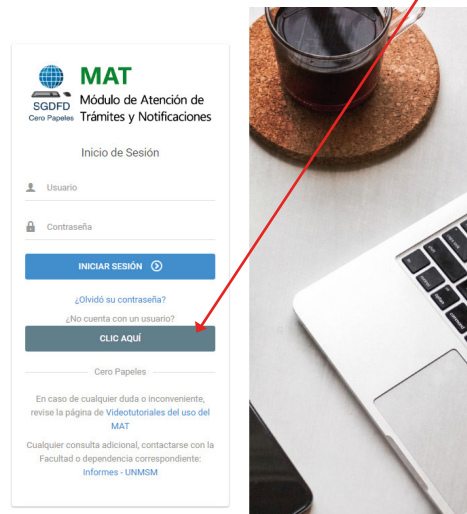 MAT
SGDFD
Cero Papeles
Módulo de Atención de
Trámites y Notificaciones
Inicio de Sesión
Usuario
Contraseña
INICIAR SESIÓN
¿Olvidó su contraseña?
¿No cuenta con un usuario?
CLIC AQUÍ
Cero Papeles
En caso de cualquier duda o inconveniente,
revise la página de Videotutoriales del uso del
MAT
Cualquier consulta adicional, contactarse con la
Facultad o dependencia correspondiente:
Informes - UNMSM